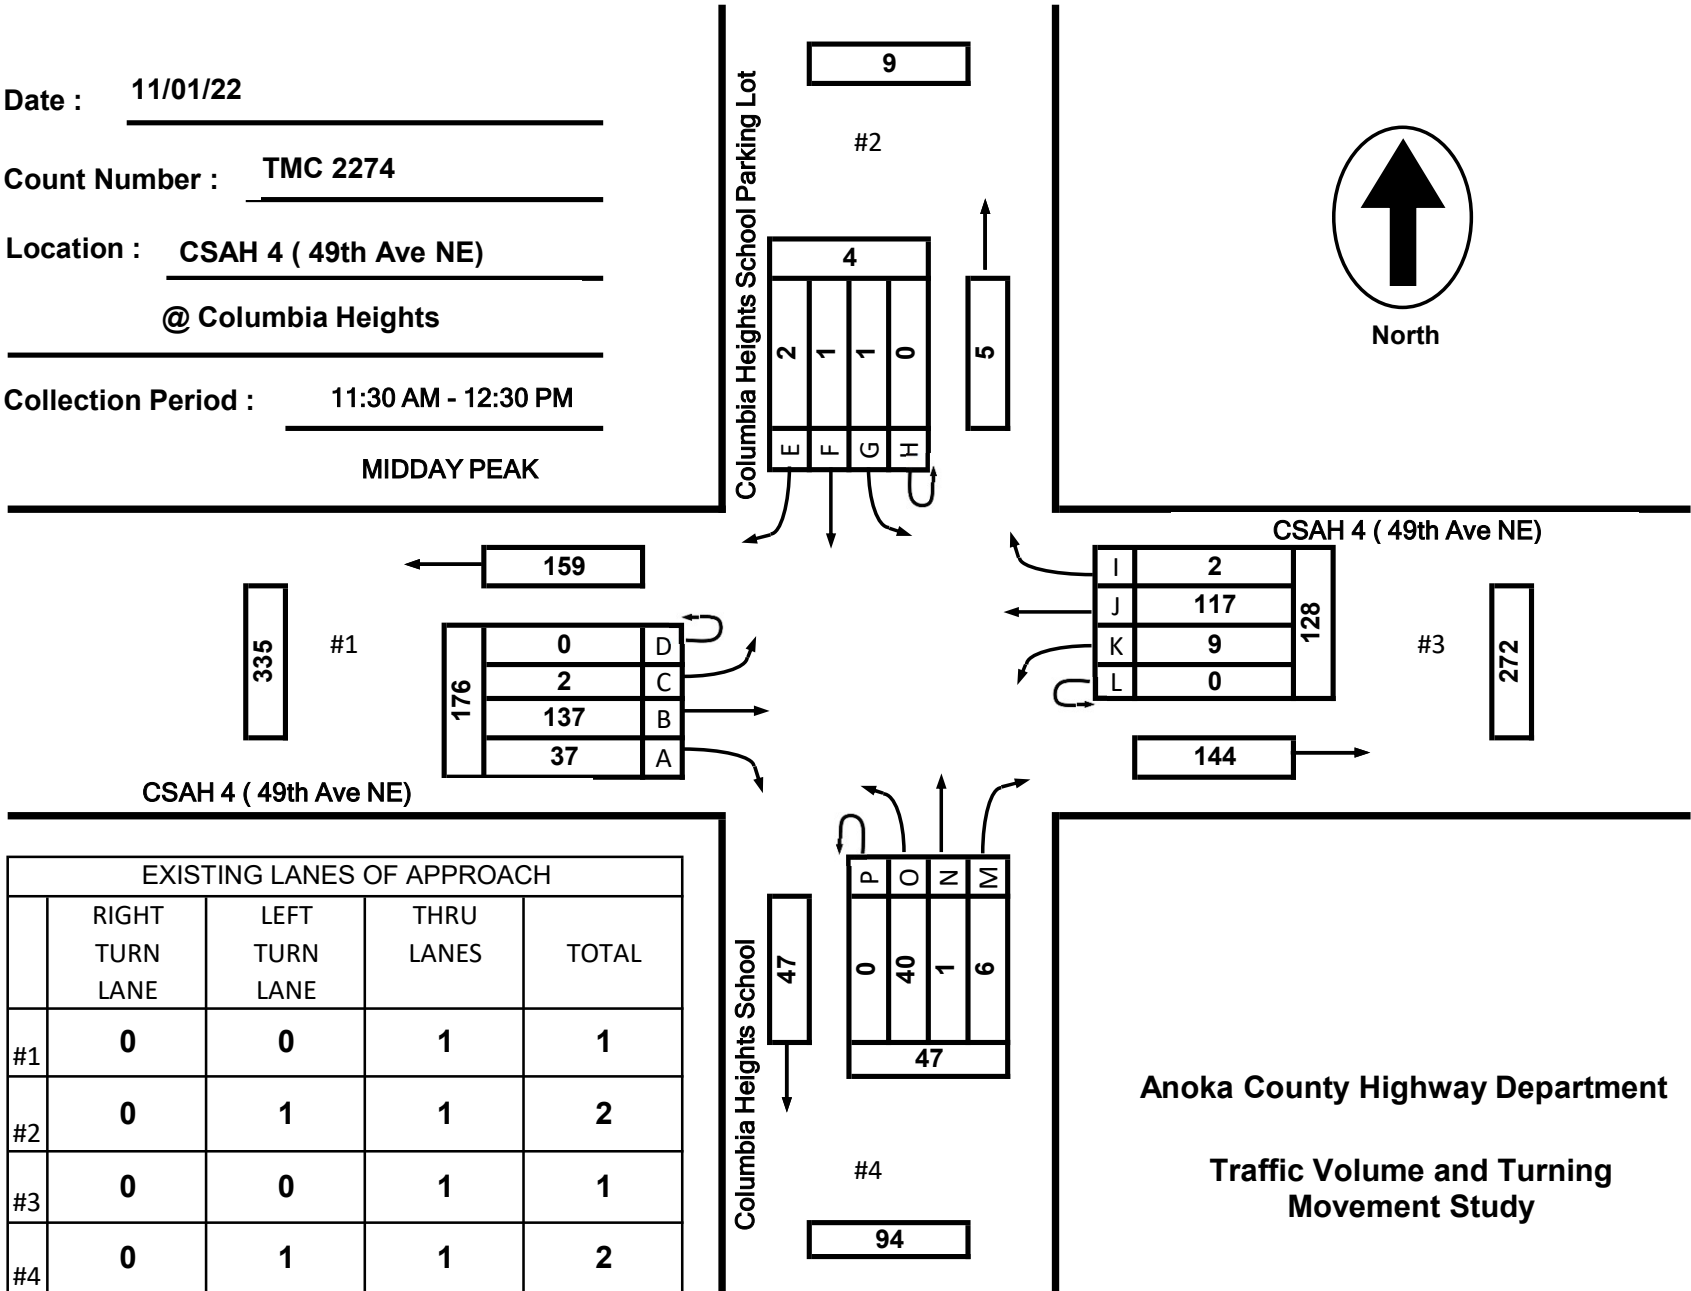 Date : 11/01/22
Count Number : TMC 2274
Location : CSAH 4 ( 49th Ave NE)
@ Columbia Heights
Collection Period : 11:30 AM - 12:30 PM
MIDDAY PEAK
Columbia Heights School Parking Lot
9
#2
4
2 1 1 0
E F G H
5
North
CSAH 4 ( 49th Ave NE)
159
335
#1
176
0 D
2 C
137 B
37 A
CSAH 4 ( 49th Ave NE)
I 2
J 117
K 9
L 0
128
#3
272
144
P O N M
0 40 1 6
47
47
Columbia Heights School
#4
94
EXISTING LANES OF APPROACH
RIGHT TURN LANE
LEFT TURN LANE
THRU LANES
TOTAL
#1 0 0 1 1
#2 0 1 1 2
#3 0 0 1 1
#4 0 1 1 2
Anoka County Highway Department
Traffic Volume and Turning
Movement Study